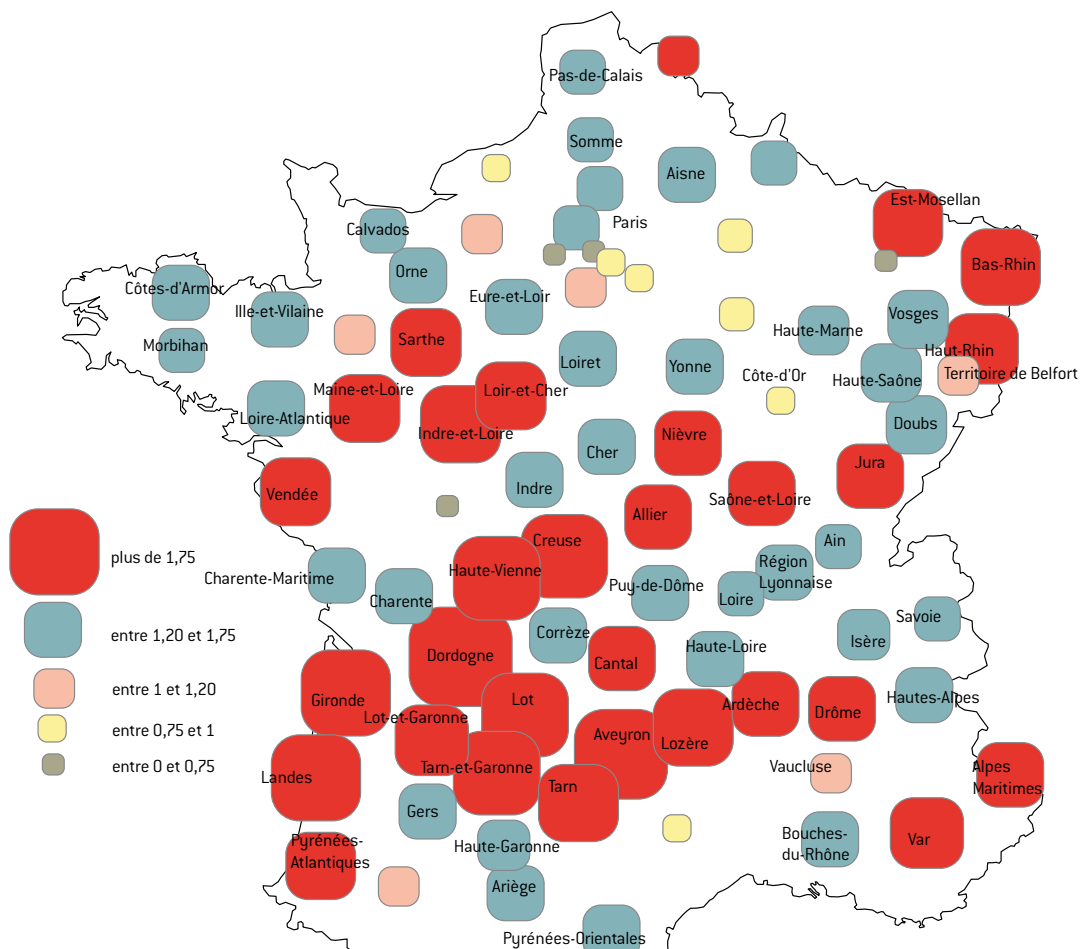 Pas-de-Calais
Somme
Aisne
Est-Mosellan
Paris
Calvados
Bas-Rhin
Orne
Côtes-d'Armor
Eure-et-Loir
Ille-et-Vilaine
Vosges
Haute-Marne
Sarthe
Morbihan
Haut-Rhin
Loiret
Yonne
Territoire de Belfort
Côte-d'Or
Haute-Saône
Maine-et-Loire
Loir-et-Cher
Loire-Atlantique
Doubs
Indre-et-Loire
Nièvre
Cher
Jura
Indre
Vendée
Saône-et-Loire
Allier
Creuse
Ain
plus de 1,75
Région
Lyonnaise
Haute-Vienne
Charente-Maritime
Puy-de-Dôme
Loire
Charente
Savoie
entre 1,20 et 1,75
Corrèze
Isère
Haute-Loire
Dordogne
Cantal
entre 1 et 1,20
Gironde
Lot
Hautes-Alpes
Ardèche
Drôme
Lot-et-Garonne
entre 0,75 et 1
Aveyron
Lozère
entre 0 et 0,75
Tarn-et-Garonne
Vaucluse
Alpes
Maritimes
Landes
Tarn
Gers
Bouches-
du-Rhône
Var
Pyrénées-
Atlantiques
Haute-Garonne
Ariège
Pyrénées-Orientales